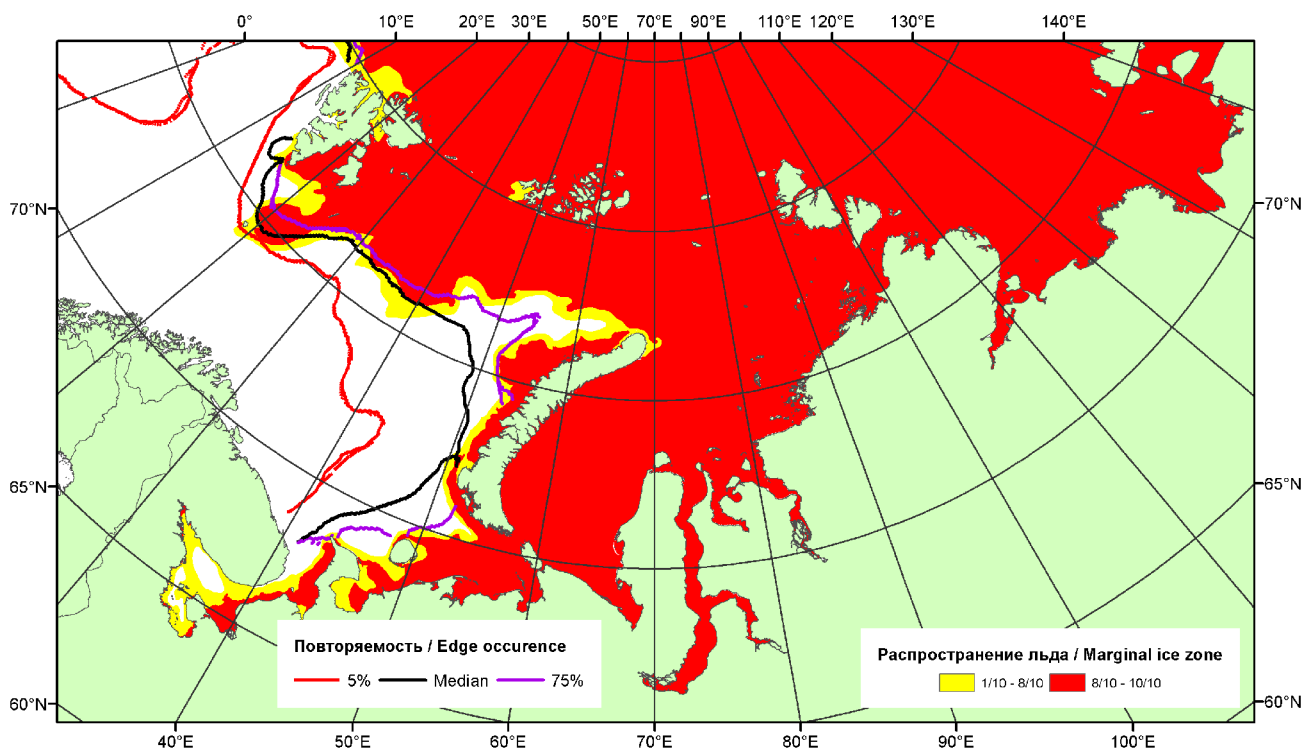 0° 10°E 20°E 30°E 50°E 70°E 90°E 110°E 120°E 130°E 140°E
70°N 70°N
65°N 65°N
60°N 60°N
Повторяемость / Edge occurence
5% Median 75%
Распространение льда / Marginal ice zone
1/10 - 8/10 8/10 - 10/10
40°E 50°E 60°E 70°E 80°E 90°E 100°E